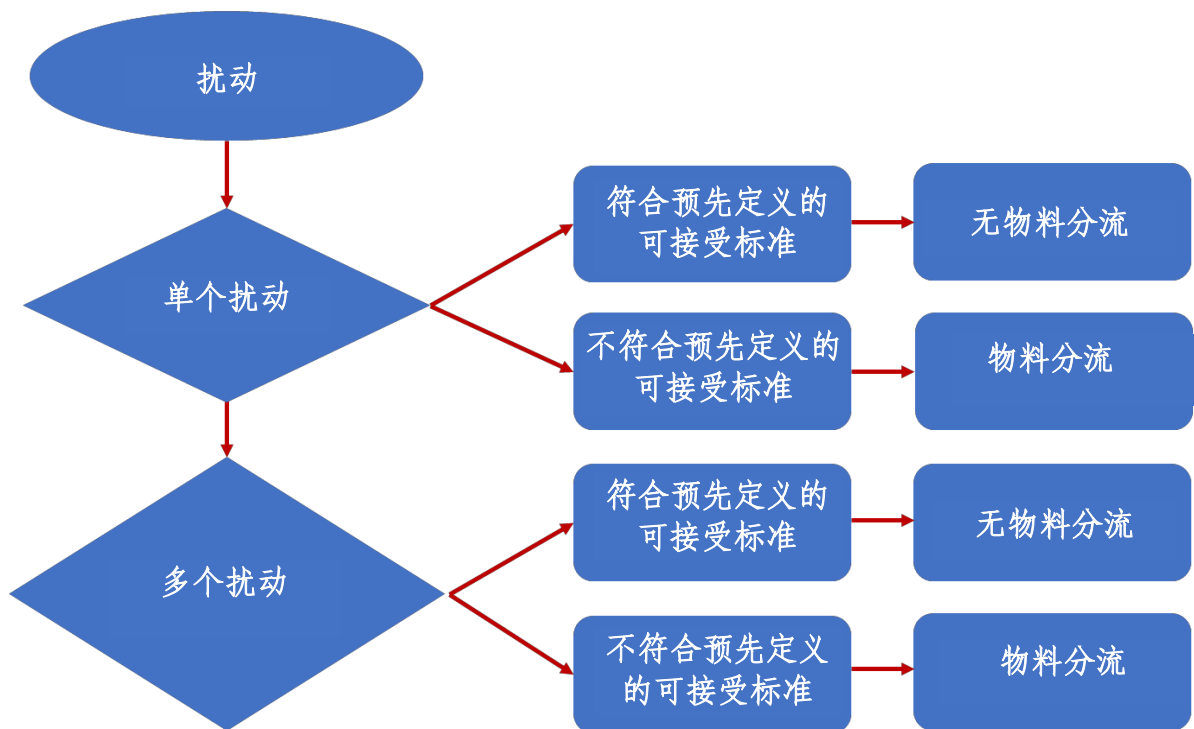 扰动
单个扰动
符合预先定义的
可接受标准
无物料分流
不符合预先定义的
可接受标准
物料分流
多个扰动
符合预先定义的
可接受标准
无物料分流
不符合预先定义
的可接受标准
物料分流